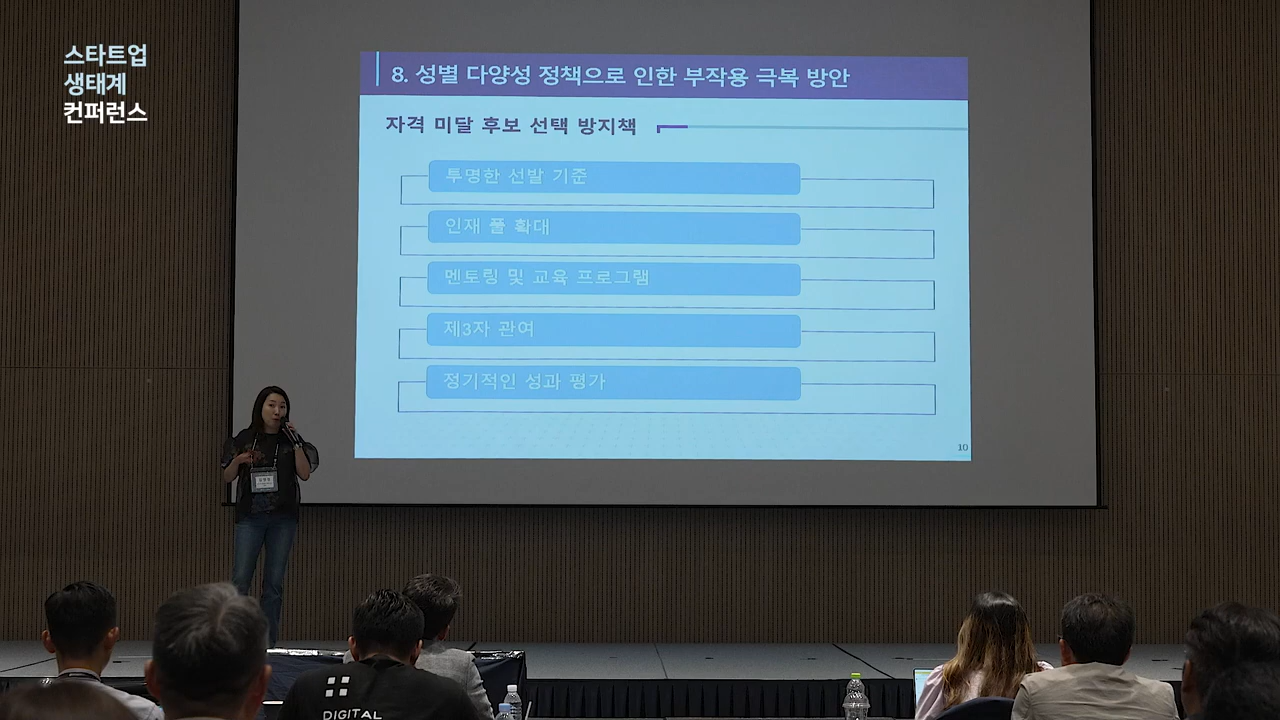 스타트업
생태계
컨퍼런스
8. 성별 다양성 정책으로 인한 부작용 극복 방안
자격 미달 후보 선택 방지책
투명한 선발 기준
인재 풀 확대
멘토링 및 교육 프로그램
제3자 관여
정기적인 성과 평가
10
DIGITAL